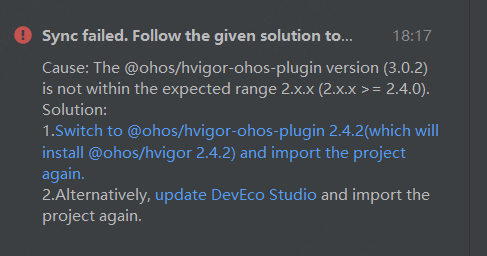 Sync failed. Follow the given solution to...
18:17
Cause: The @ohos/hvigor-ohos-plugin version (3.0.2)
is not within the expected range 2.x.x (2.x.x >= 2.4.0).
Solution:
1.Switch to @ohos/hvigor-ohos-plugin 2.4.2(which will
install @ohos/hvigor 2.4.2) and import the project
again.
2.Alternatively, update DevEco Studio and import the
project again.